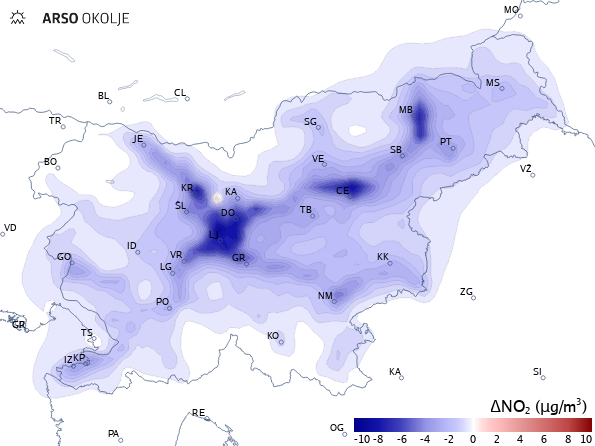 ARSO OKOLJE
MO
BL
CL
MS
TR
SG
MB
JE
PT
SB
BO
VE
VŽ
KR
KA
CE
ŠL
DO
TB
VD
LJ
ID
GO
VR
GR
KK
LG
NM
ZG
PO
GR
TS
KO
IZ
KP
KA
SI
RE
OG
PA
ΔNO₂ (µg/m³)
-10 -8 -6 -4 -2 0 2 4 6 8 10